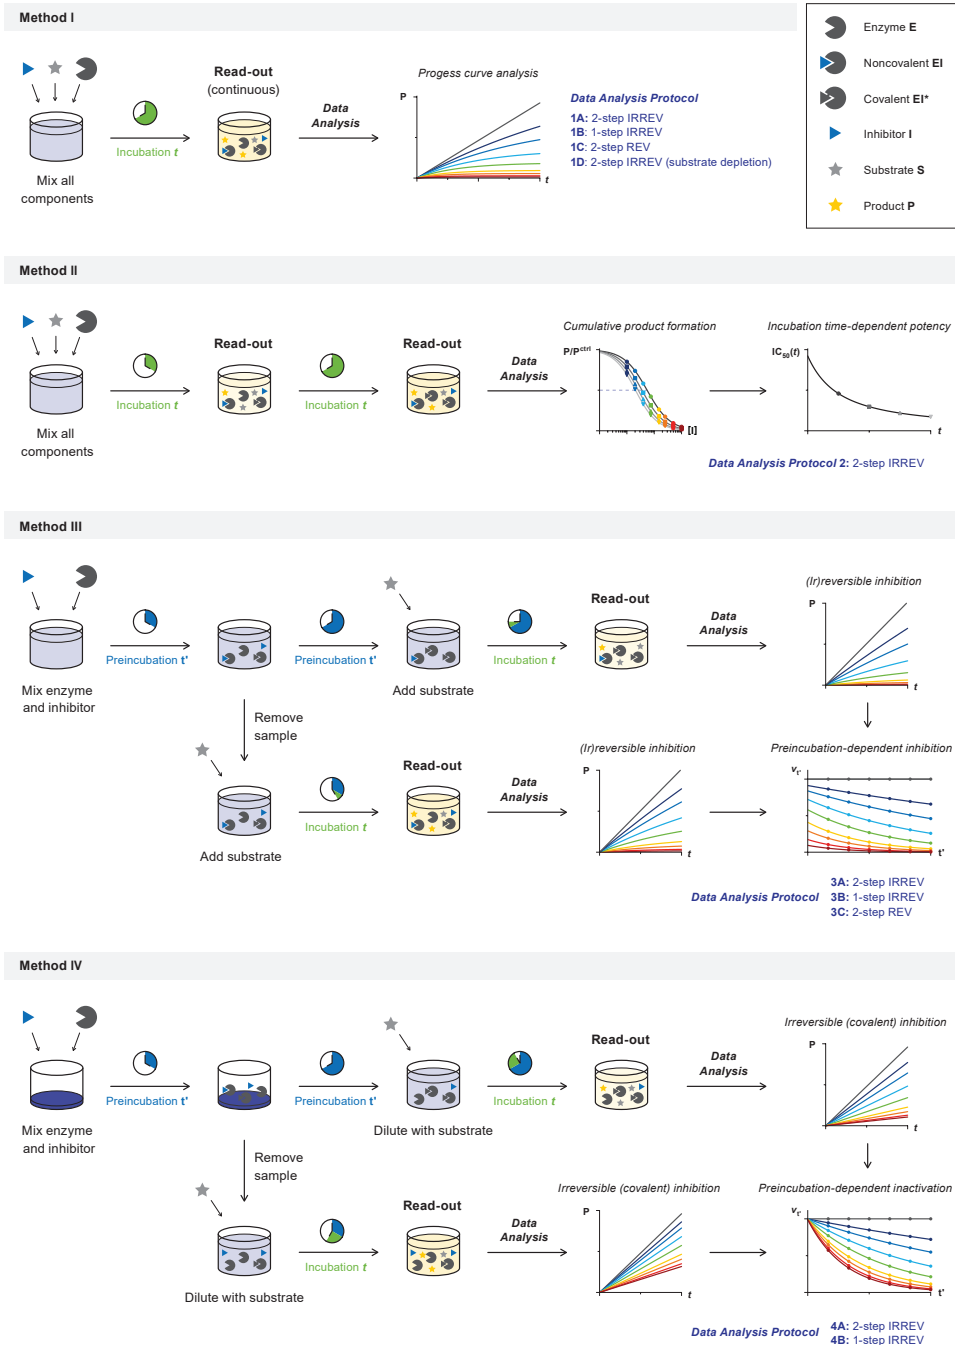 Method I
Enzyme E
Noncovalent EI
Covalent EI*
Inhibitor I
Substrate S
Product P
Mix all
components
Incubation t
Read-out
(continuous)
Data
Analysis
Progess curve analysis
P
t
Data Analysis Protocol
1A: 2-step IRREV
1B: 1-step IRREV
1C: 2-step REV
1D: 2-step IRREV (substrate depletion)
Method II
Mix all
components
Incubation t
Read-out
Incubation t
Read-out
Data
Analysis
Cumulative product formation
P/Pctrl
[I]
Incubation time-dependent potency
IC50(t)
t
Data Analysis Protocol 2: 2-step IRREV
Method III
Mix enzyme
and inhibitor
Preincubation t'
Preincubation t'
Add substrate
Incubation t
Read-out
Data
Analysis
(Ir)reversible inhibition
P
t
Remove
sample
Add substrate
Incubation t
Read-out
Data
Analysis
(Ir)reversible inhibition
P
t
Preincubation-dependent inhibition
vt'
t'
Data Analysis Protocol
3A: 2-step IRREV
3B: 1-step IRREV
3C: 2-step REV
Method IV
Mix enzyme
and inhibitor
Preincubation t'
Preincubation t'
Dilute with substrate
Incubation t
Read-out
Data
Analysis
Irreversible (covalent) inhibition
P
t
Remove
sample
Dilute with substrate
Incubation t
Read-out
Data
Analysis
Irreversible (covalent) inhibition
P
t
Preincubation-dependent inactivation
vt'
t'
Data Analysis Protocol
4A: 2-step IRREV
4B: 1-step IRREV